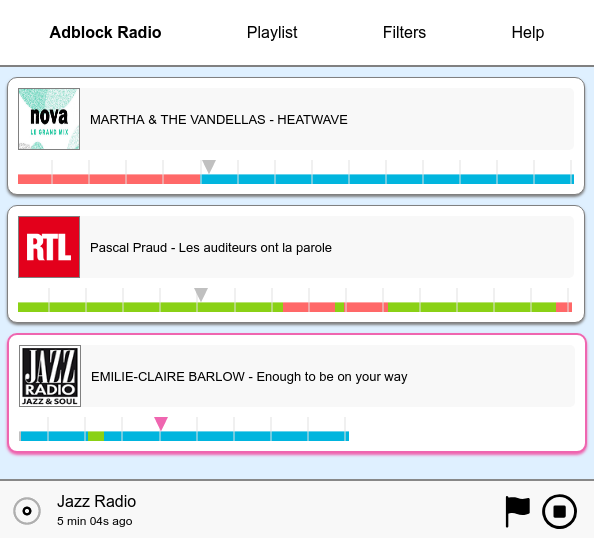 Adblock Radio Playlist Filters Help
nova
LE GRAND MIX
MARTHA & THE VANDELLAS - HEATWAVE
RTL
Pascal Praud - Les auditeurs ont la parole
JAZZ
RADIO
JAZZ & SOUL
EMILIE-CLAIRE BARLOW - Enough to be on your way
Jazz Radio
5 min 04s ago